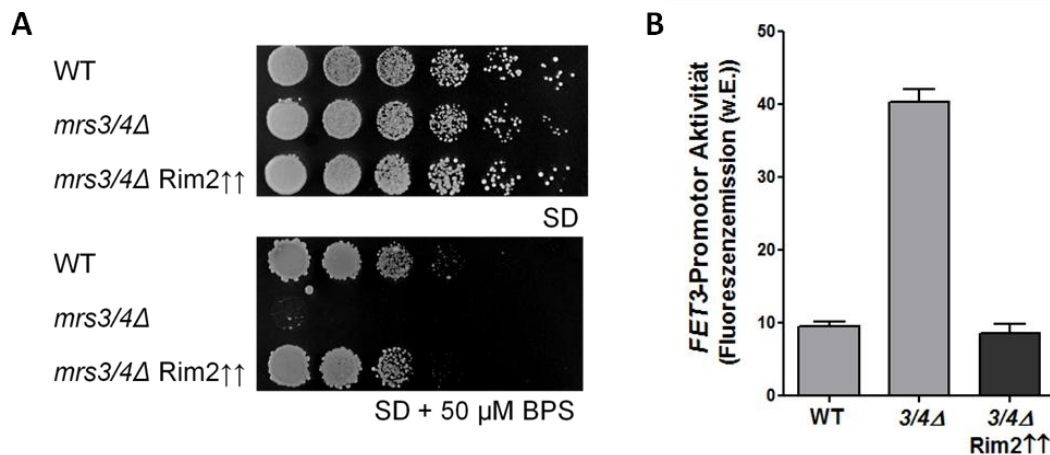 A
WT
mrs3/4Δ
mrs3/4Δ Rim2↑↑
SD
WT
mrs3/4Δ
mrs3/4Δ Rim2↑↑
SD + 50 µM BPS
B
FET3-Promotor Aktivität
(Fluoreszenzemission (w.E.))
50
40
30
20
10
0
WT
3/4Δ
3/4Δ
Rim2↑↑